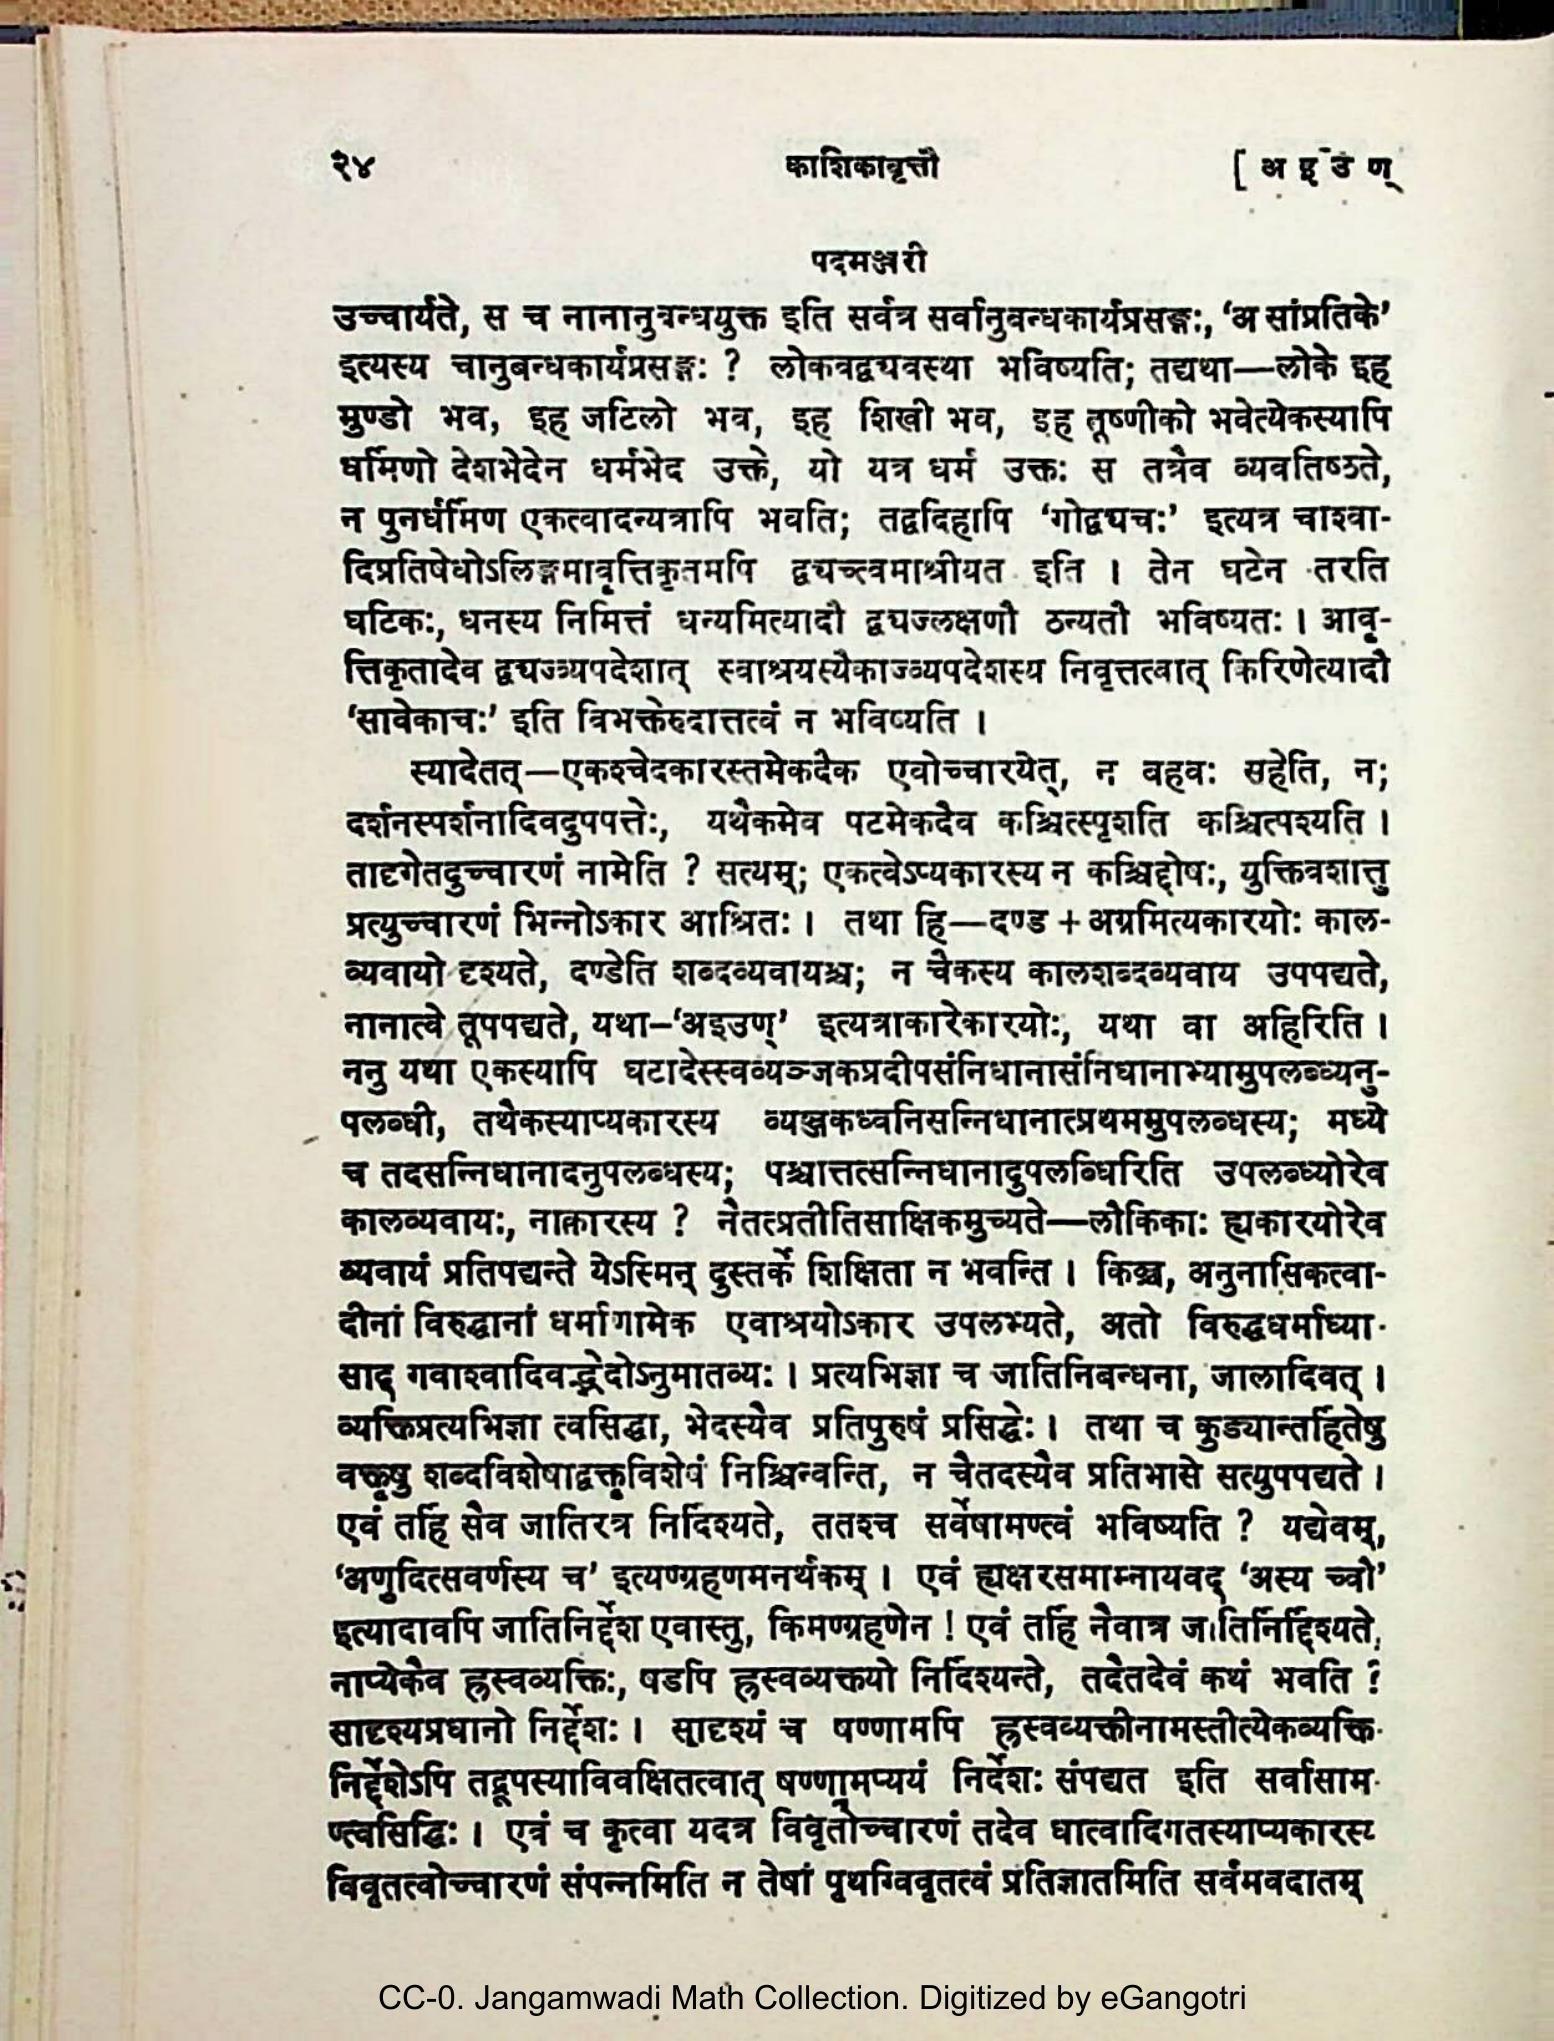 २४ काशिकावृत्तौ [ अ इ उ ण्
पदमञ्जरी
उच्चार्यते, स च नानानुबन्धयुक्त इति सर्वत्र सर्वानुबन्धकार्यप्रसङ्गः, ‘अ सांप्रतिके’
इत्यस्य चानुबन्धकार्यप्रसङ्गः ? लोकवद्व्यवस्था भविष्यति; तद्यथा—लोके इह
मुण्डो भव, इह जटिलो भव, इह शिखी भव, इह तूष्णीको भवेत्येकस्यापि
धर्मिणो देशभेदेन धर्मभेद उक्ते, यो यत्र धर्म उक्तः स तत्रैव व्यवतिष्ठते,
न पुनर्धर्मिण एकत्वादन्यत्रापि भवति; तद्वदिहापि ‘गोद्व्यचः’ इत्यत्र चाश्वा-
दिप्रतिषेधोऽलिङ्गमावृत्तिकृतमपि द्व्यच्त्वमाश्रीयत इति । तेन घटेन तरति
घटिकः, धनस्य निमित्तं धन्यमित्यादौ द्व्यज्लक्षणौ ठन्यतौ भविष्यतः । आवृ-
त्तिकृतादेव द्व्यज्व्यपदेशात् स्वाश्रयस्यैकाज्व्यपदेशस्य निवृत्तत्वात् किरिणेत्यादौ
‘सावेकाचः’ इति विभक्तेरुदात्तत्वं न भविष्यति ।
स्यादेतत्—एकश्चेदकारस्तमेकदैक एवोच्चारयेत्, न बहवः सहेति, न;
दर्शनस्पर्शनादिवदुपपत्तेः, यथैकमेव पटमेकदैव कश्चित्स्पृशति कश्चित्पश्यति ।
तादृगेतदुच्चारणं नामेति ? सत्यम्; एकत्वेऽप्यकारस्य न कश्चिद्दोषः, युक्तिवशात्तु
प्रत्युच्चारणं भिन्नोऽकार आश्रितः । तथा हि—दण्ड + अग्रमित्यकारयोः काल-
व्यवायो दृश्यते, दण्डेति शब्दव्यवायश्च; न चैकस्य कालशब्दव्यवाय उपपद्यते,
नानात्वे तूपपद्यते, यथा–‘अइउण्’ इत्यत्राकारेकारयोः, यथा वा अहिरिति ।
ननु यथा एकस्यापि घटादेस्स्वव्यञ्जकप्रदीपसंनिधानासंनिधानाभ्यामुपलब्ध्यनु-
पलब्धी, तथैकस्याप्यकारस्य व्यञ्जकध्वनिसन्निधानात्प्रथममुपलब्धस्य; मध्ये
च तदसन्निधानादनुपलब्धस्य; पश्चात्तत्सन्निधानादुपलब्धिरिति उपलब्ध्योरेव
कालव्यवायः, नाकारस्य ? नैतत्प्रतीतिसाक्षिकमुच्यते—लौकिकाः ह्यकारयोरेव
व्यवायं प्रतिपद्यन्ते येऽस्मिन् दुस्तर्के शिक्षिता न भवन्ति । किञ्च, अनुनासिकत्वा-
दीनां विरुद्धानां धर्माणामेक एवाश्रयोऽकार उपलभ्यते, अतो विरुद्धधर्माध्या-
साद् गवाश्वादिवद्भेदोऽनुमातव्यः । प्रत्यभिज्ञा च जातिनिबन्धना, जालादिवत् ।
व्यक्तिप्रत्यभिज्ञा त्वसिद्धा, भेदस्यैव प्रतिपुरुषं प्रसिद्धेः । तथा च कुड्यान्तर्हितेषु
वक्तृषु शब्दविशेषाद्वक्तृविशेषं निश्चिन्वन्ति, न चैतदस्यैव प्रतिभासे सत्युपपद्यते ।
एवं तर्हि सैव जातिरत्र निर्दिश्यते, ततश्च सर्वेषामण्त्वं भविष्यति ? यद्येवम्,
‘अणुदित्सवर्णस्य च’ इत्यण्ग्रहणमनर्थकम् । एवं ह्यक्षरसमाम्नायवद् ‘अस्य च्वौ’
इत्यादावपि जातिनिर्द्देश एवास्तु, किमण्ग्रहणेन ! एवं तर्हि नैवात्र जातिर्निर्द्दिश्यते,
नाप्येकैव ह्रस्वव्यक्तिः, षडपि ह्रस्वव्यक्तयो निर्दिश्यन्ते, तदेतदेवं कथं भवति ?
सादृश्यप्रधानो निर्द्देशः । सादृश्यं च षण्णामपि ह्रस्वव्यक्तीनामस्तीत्येकव्यक्ति-
निर्द्देशेऽपि तद्रूपस्याविवक्षितत्वात् षण्णामप्ययं निर्देशः संपद्यत इति सर्वासाम-
ण्त्वसिद्धिः । एवं च कृत्वा यदत्र विवृतोच्चारणं तदेव धात्वादिगतस्याप्यकारस्य
विवृतत्वोच्चारणं संपन्नमिति न तेषां पृथग्विवृतत्वं प्रतिज्ञातमिति सर्वमवदातम्
CC-0. Jangamwadi Math Collection. Digitized by eGangotri